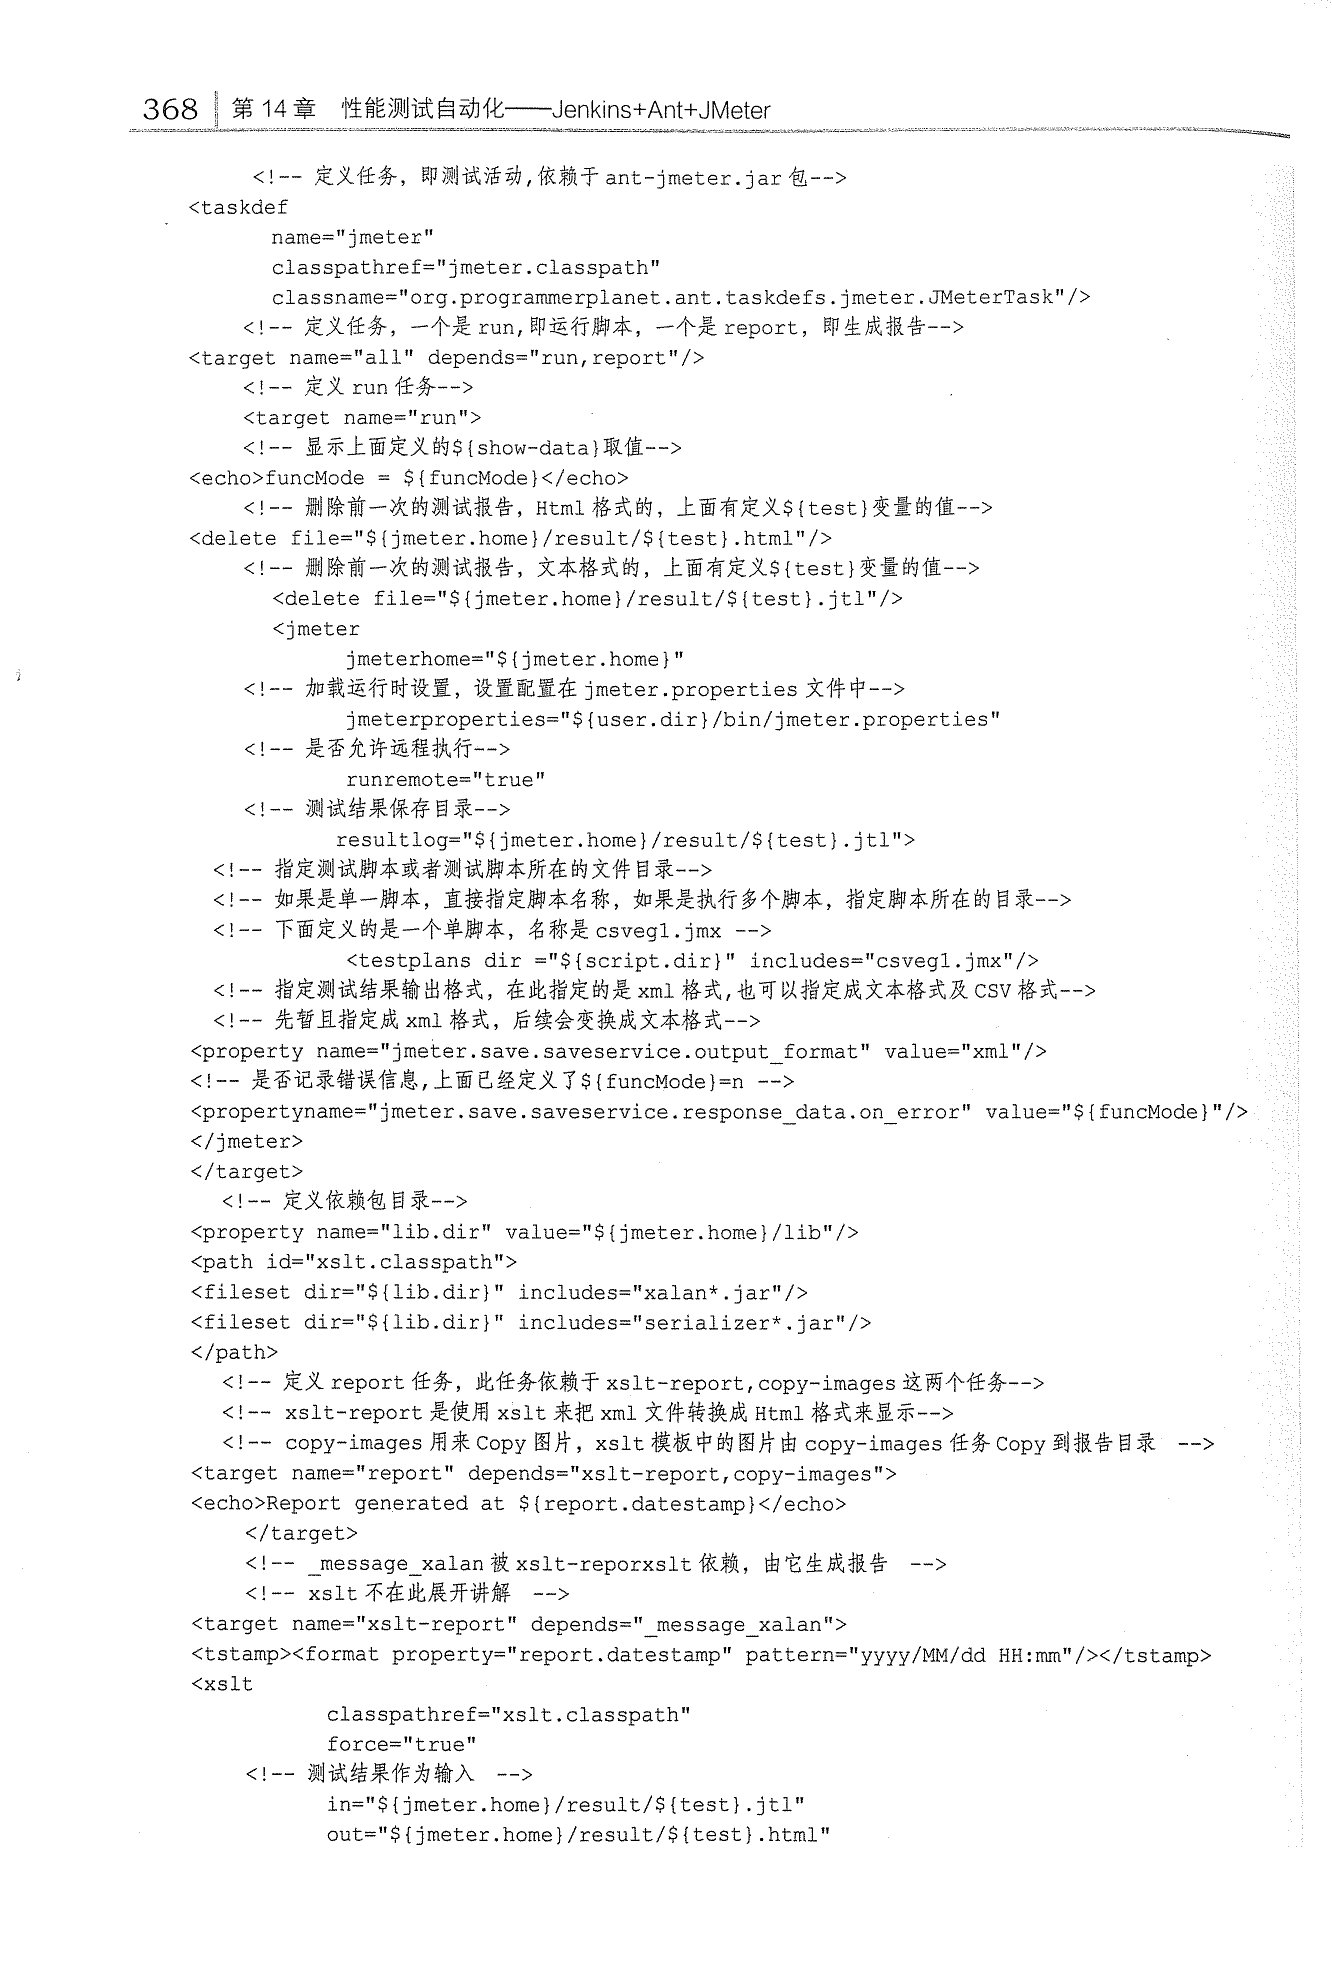 368 第 14 章 性能测试自动化——Jenkins+Ant+JMeter
<!-- 定义任务，即测试活动,依赖于 ant-jmeter.jar 包-->
<taskdef
name="jmeter"
classpathref="jmeter.classpath"
classname="org.programmerplanet.ant.taskdefs.jmeter.JMeterTask"/>
<!-- 定义任务，一个是 run,即运行脚本，一个是 report，即生成报告-->
<target name="all" depends="run,report"/>
<!-- 定义 run 任务-->
<target name="run">
<!-- 显示上面定义的${show-data}取值-->
<echo>funcMode = ${funcMode}</echo>
<!-- 删除前一次的测试报告，Html 格式的，上面有定义${test}变量的值-->
<delete file="${jmeter.home}/result/${test}.html"/>
<!-- 删除前一次的测试报告，文本格式的，上面有定义${test}变量的值-->
<delete file="${jmeter.home}/result/${test}.jtl"/>
<jmeter
jmeterhome="${jmeter.home}"
<!-- 加载运行时设置，设置配置在 jmeter.properties 文件中-->
jmeterproperties="${user.dir}/bin/jmeter.properties"
<!-- 是否允许远程执行-->
runremote="true"
<!-- 测试结果保存目录-->
resultlog="${jmeter.home}/result/${test}.jtl">
<!-- 指定测试脚本或者测试脚本所在的文件目录-->
<!-- 如果是单一脚本，直接指定脚本名称，如果是执行多个脚本，指定脚本所在的目录-->
<!-- 下面定义的是一个单脚本，名称是 csveg1.jmx -->
<testplans dir ="${script.dir}" includes="csveg1.jmx"/>
<!-- 指定测试结果输出格式，在此指定的是 xml 格式,也可以指定成文本格式及 CSV 格式-->
<!-- 先暂且指定成 xml 格式，后续会变换成文本格式-->
<property name="jmeter.save.saveservice.output_format" value="xml"/>
<!-- 是否记录错误信息,上面已经定义了${funcMode}=n -->
<propertyname="jmeter.save.saveservice.response_data.on_error" value="${funcMode}"/>
</jmeter>
</target>
<!-- 定义依赖包目录-->
<property name="lib.dir" value="${jmeter.home}/lib"/>
<path id="xslt.classpath">
<fileset dir="${lib.dir}" includes="xalan*.jar"/>
<fileset dir="${lib.dir}" includes="serializer*.jar"/>
</path>
<!-- 定义 report 任务，此任务依赖于 xslt-report,copy-images 这两个任务-->
<!-- xslt-report 是使用 xslt 来把 xml 文件转换成 Html 格式来显示-->
<!-- copy-images 用来 Copy 图片，xslt 模板中的图片由 copy-images 任务 Copy 到报告目录 -->
<target name="report" depends="xslt-report,copy-images">
<echo>Report generated at ${report.datestamp}</echo>
</target>
<!-- _message_xalan 被 xslt-reporxslt 依赖，由它生成报告 -->
<!-- xslt 不在此展开讲解 -->
<target name="xslt-report" depends="_message_xalan">
<tstamp><format property="report.datestamp" pattern="yyyy/MM/dd HH:mm"/></tstamp>
<xslt
classpathref="xslt.classpath"
force="true"
<!-- 测试结果作为输入 -->
in="${jmeter.home}/result/${test}.jtl"
out="${jmeter.home}/result/${test}.html"